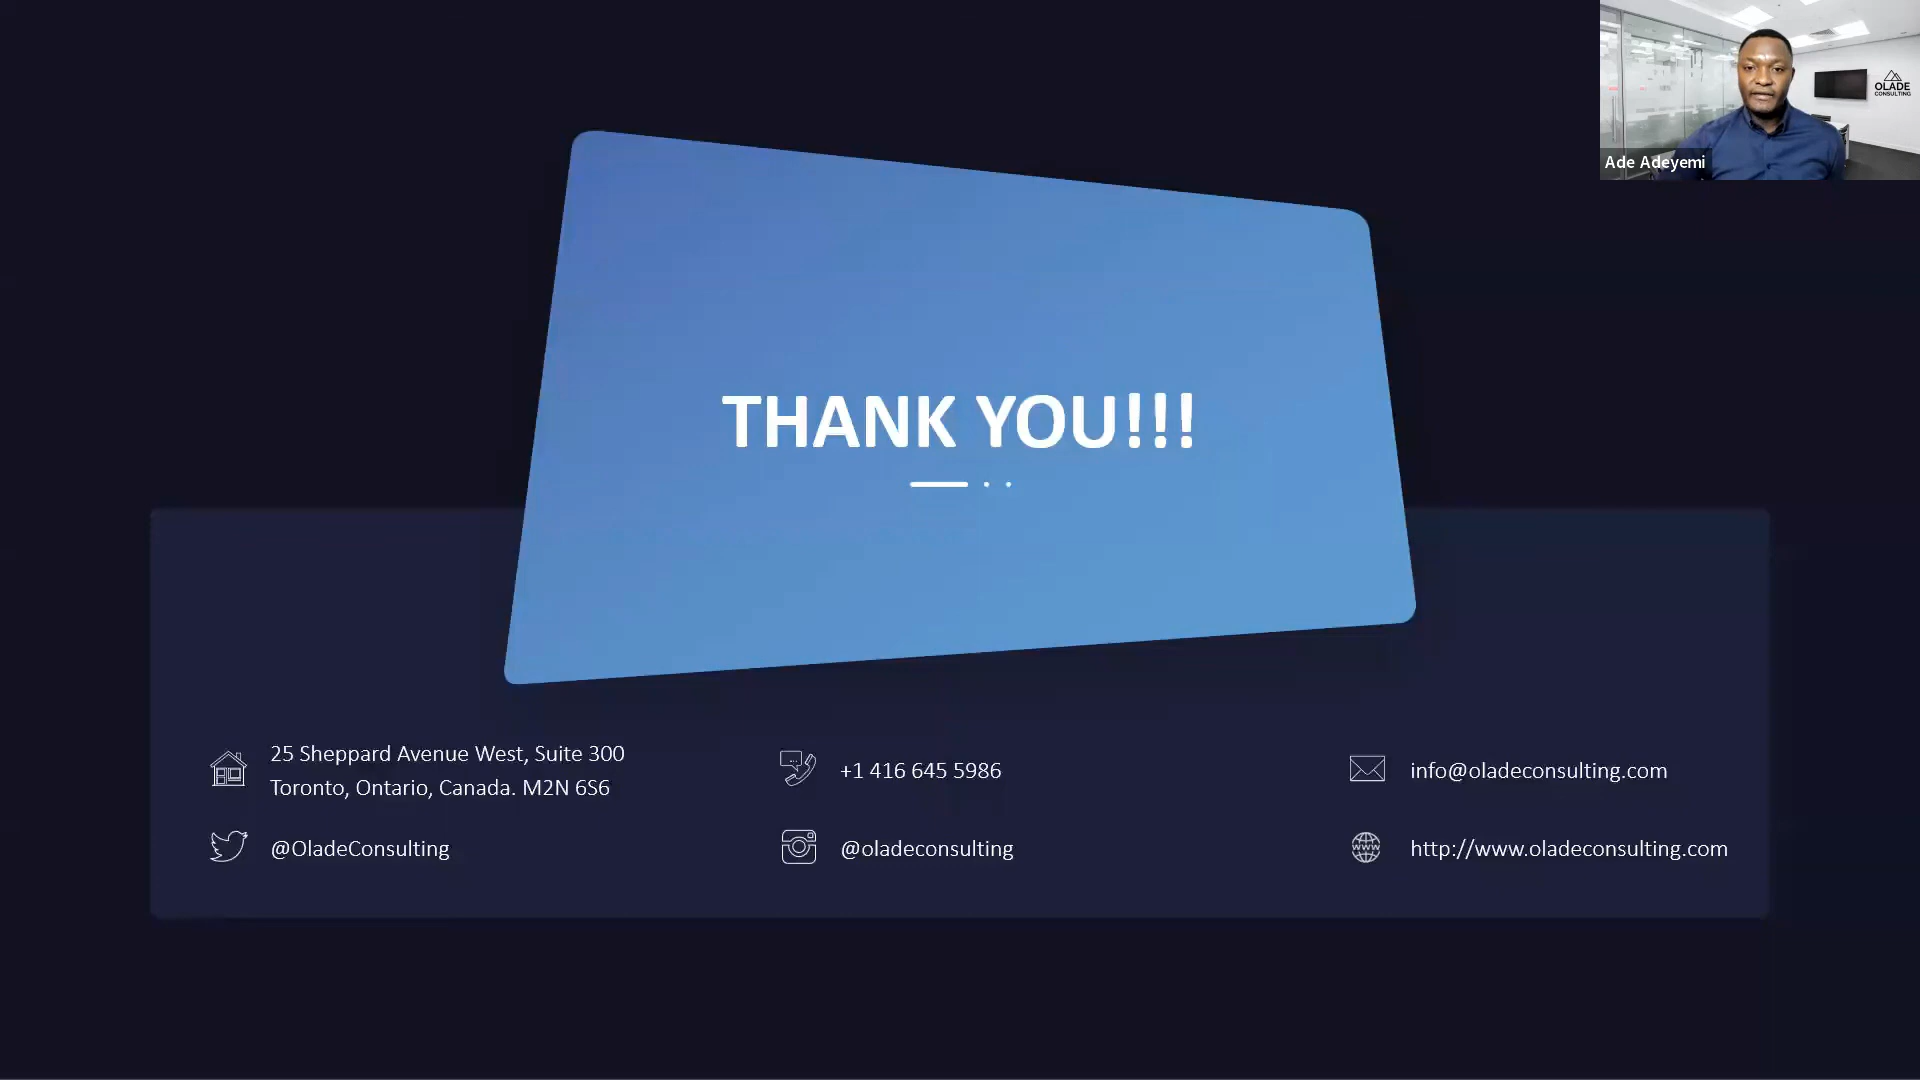 OLADE
CONSULTING
Ade Adeyemi
THANK YOU!!!
25 Sheppard Avenue West, Suite 300
Toronto, Ontario, Canada. M2N 6S6
+1 416 645 5986
info@oladeconsulting.com
@OladeConsulting
@oladeconsulting
www
http://www.oladeconsulting.com